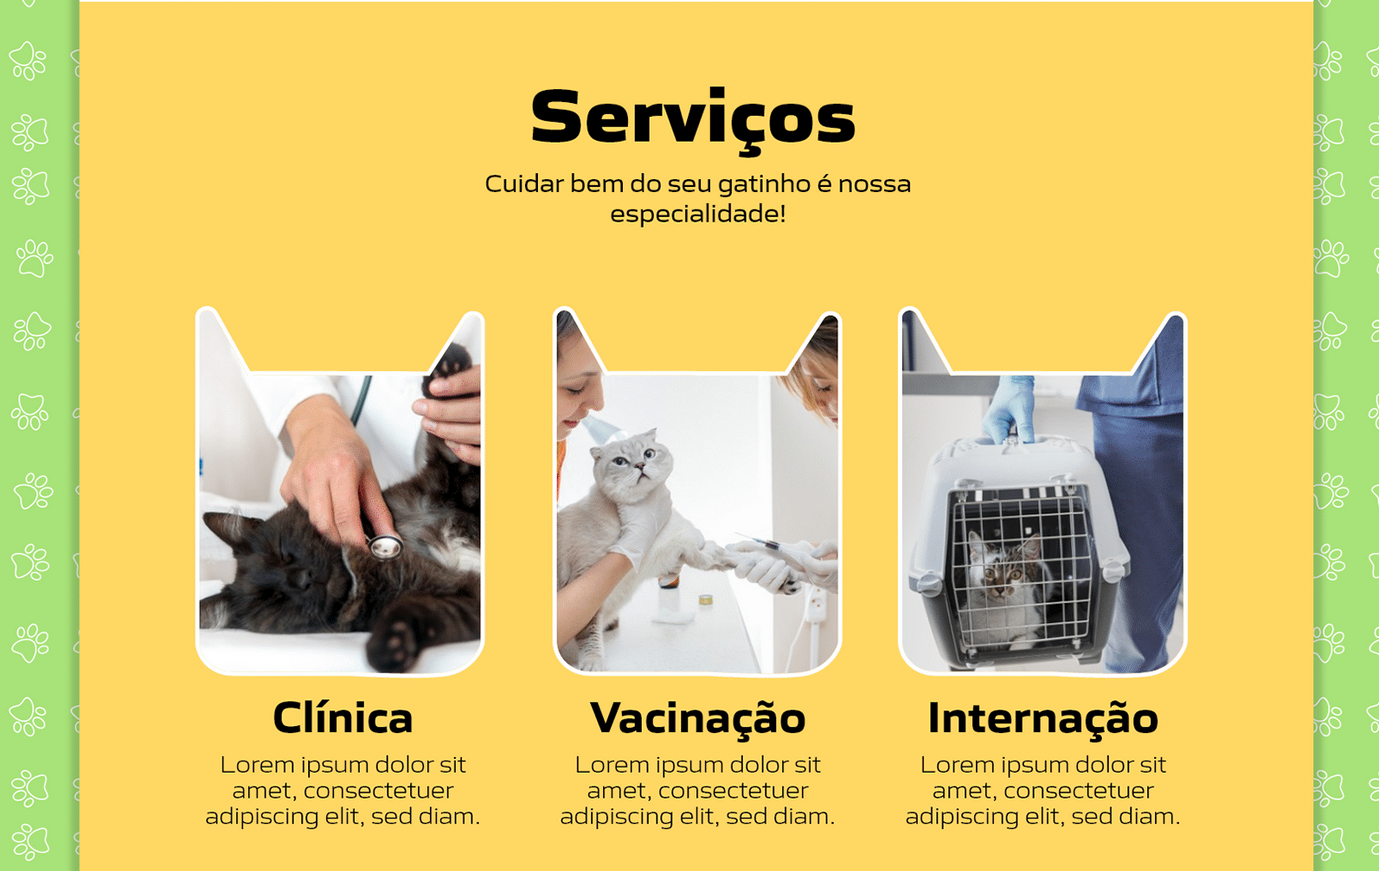 Serviços
Cuidar bem do seu gatinho é nossa
especialidade!
Clínica
Lorem ipsum dolor sit
amet, consectetuer
adipiscing elit, sed diam.
Vacinação
Lorem ipsum dolor sit
amet, consectetuer
adipiscing elit, sed diam.
Internação
Lorem ipsum dolor sit
amet, consectetuer
adipiscing elit, sed diam.